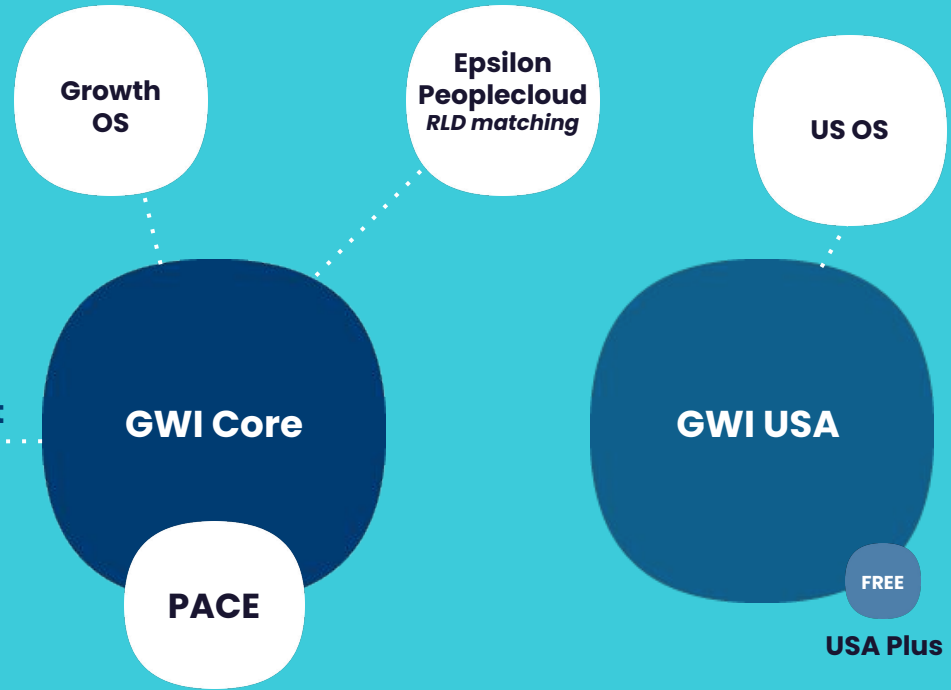 Growth
OS
Epsilon
Peoplecloud
RLD matching
US OS
GWI Core
GWI USA
PACE
FREE
USA Plus